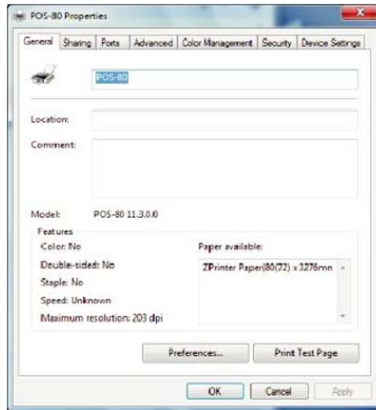 POS-80 Properties
General Sharing Ports Advanced Color Management Security Device Settings
POS-80
Location:
Comment:
Model: POS-80 11.3.0.0
Features
Color: No
Paper available:
Double-sided: No
ZPrinter Paper(80(72) x 3276mn
Staple: No
Speed: Unknown
Maximum resolution: 203 dpi
Preferences... Print Test Page
OK Cancel Apply